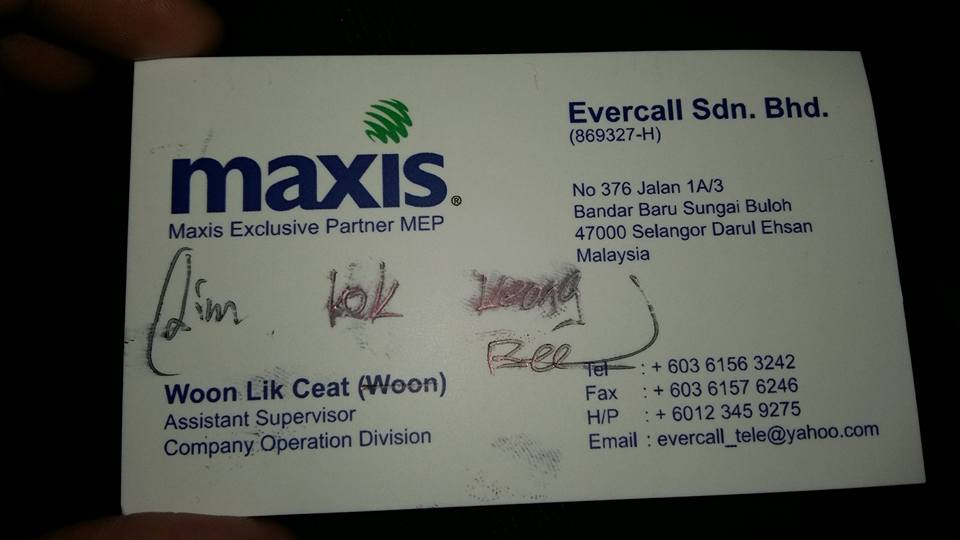 maxis®
Maxis Exclusive Partner MEP
Evercall Sdn. Bhd.
(869327-H)
No 376 Jalan 1A/3
Bandar Baru Sungai Buloh
47000 Selangor Darul Ehsan
Malaysia
Lim Kok
Bee
Woon Lik Ceat (Woon)
Assistant Supervisor
Company Operation Division
Tel : + 603 6156 3242
Fax : + 603 6157 6246
H/P : + 6012 345 9275
Email : evercall_tele@yahoo.com